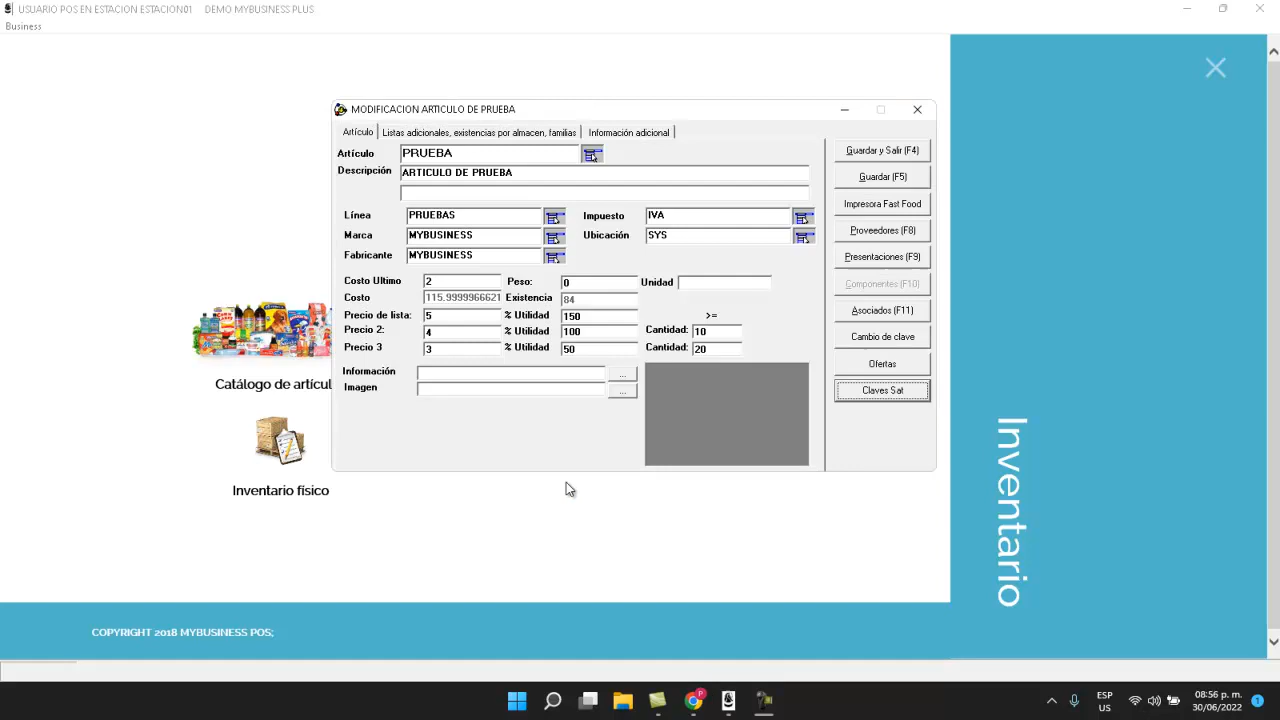 USUARIO POS EN ESTACION ESTACION01 DEMO MYBUSINESS PLUS
Business
MODIFICACION ARTICULO DE PRUEBA
Artículo Listas adicionales, existencias por almacen, familias Información adicional
Artículo PRUEBA
Descripción ARTICULO DE PRUEBA
Línea PRUEBAS Impuesto IVA
Marca MYBUSINESS Ubicación SYS
Fabricante MYBUSINESS
Costo Ultimo 2 Peso: 0 Unidad
Costo 115.9999966621 Existencia 84
Precio de lista: 5 % Utilidad 150 >=
Precio 2: 4 % Utilidad 100 Cantidad: 10
Precio 3 3 % Utilidad 50 Cantidad: 20
Información ...
Imagen ...
Guardar y Salir (F4)
Guardar (F5)
Impresora Fast Food
Proveedores (F8)
Presentaciones (F9)
Componentes (F10)
Asociados (F11)
Cambio de clave
Ofertas
Claves Sat
Catálogo de artícul
Inventario físico
Inventario
COPYRIGHT 2018 MYBUSINESS POS;
ESP
US
08:56 p. m.
30/06/2022
1